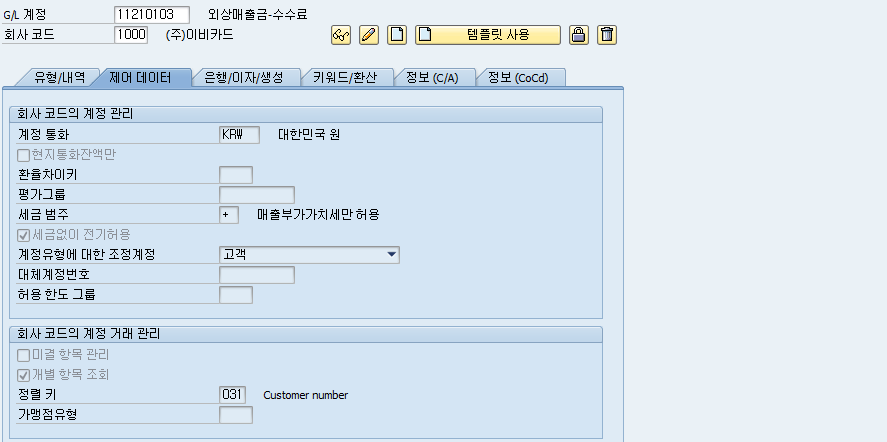 G/L 계정 11210103 외상매출금-수수료
회사 코드 1000 (주)이비카드 템플릿 사용
유형/내역 제어 데이터 은행/이자/생성 키워드/환산 정보 (C/A) 정보 (CoCd)
회사 코드의 계정 관리
계정 통화 KRW 대한민국 원
현지통화잔액만
환율차이키
평가그룹
세금 범주 + 매출부가가치세만 허용
세금없이 전기허용
계정유형에 대한 조정계정 고객
대체계정번호
허용 한도 그룹
회사 코드의 계정 거래 관리
미결 항목 관리
개별 항목 조회
정렬 키 031 Customer number
가맹점유형